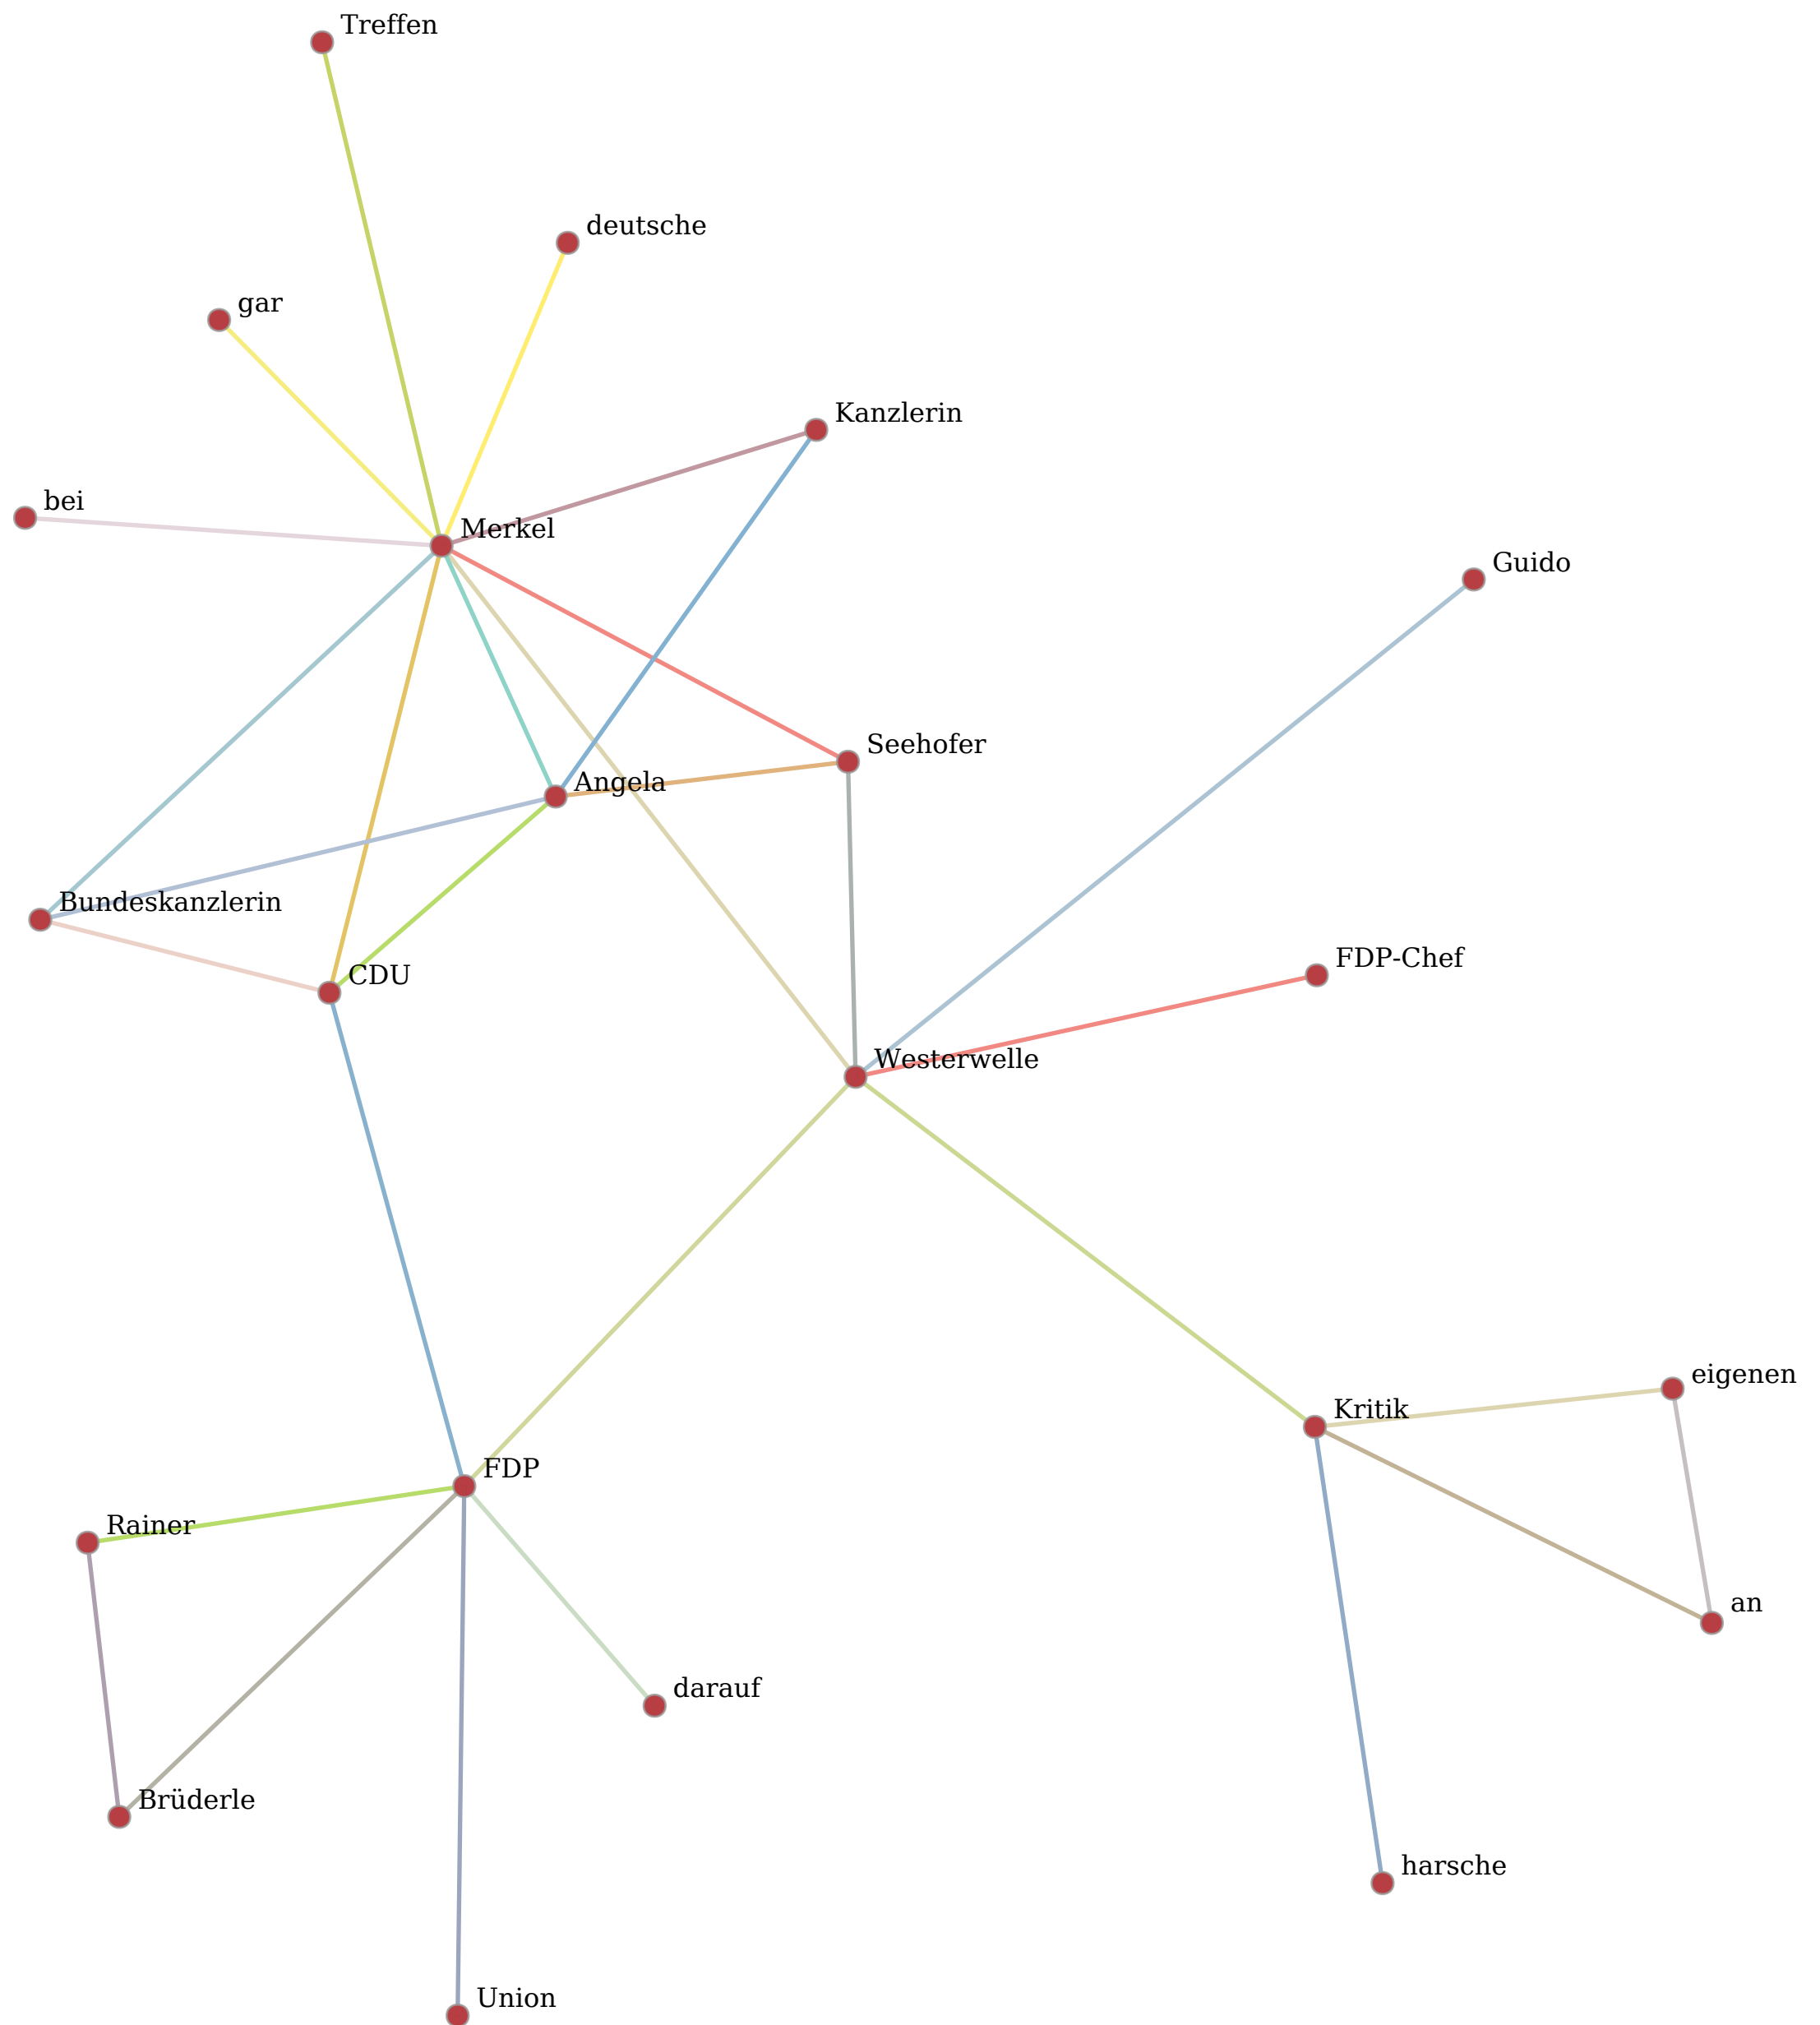 Treffen
deutsche
gar
Kanzlerin
bei
Merkel
Guido
Seehofer
Angela
Bundeskanzlerin
FDP-Chef
CDU
Westerwelle
eigenen
Kritik
FDP
Rainer
an
darauf
Brüderle
harsche
Union